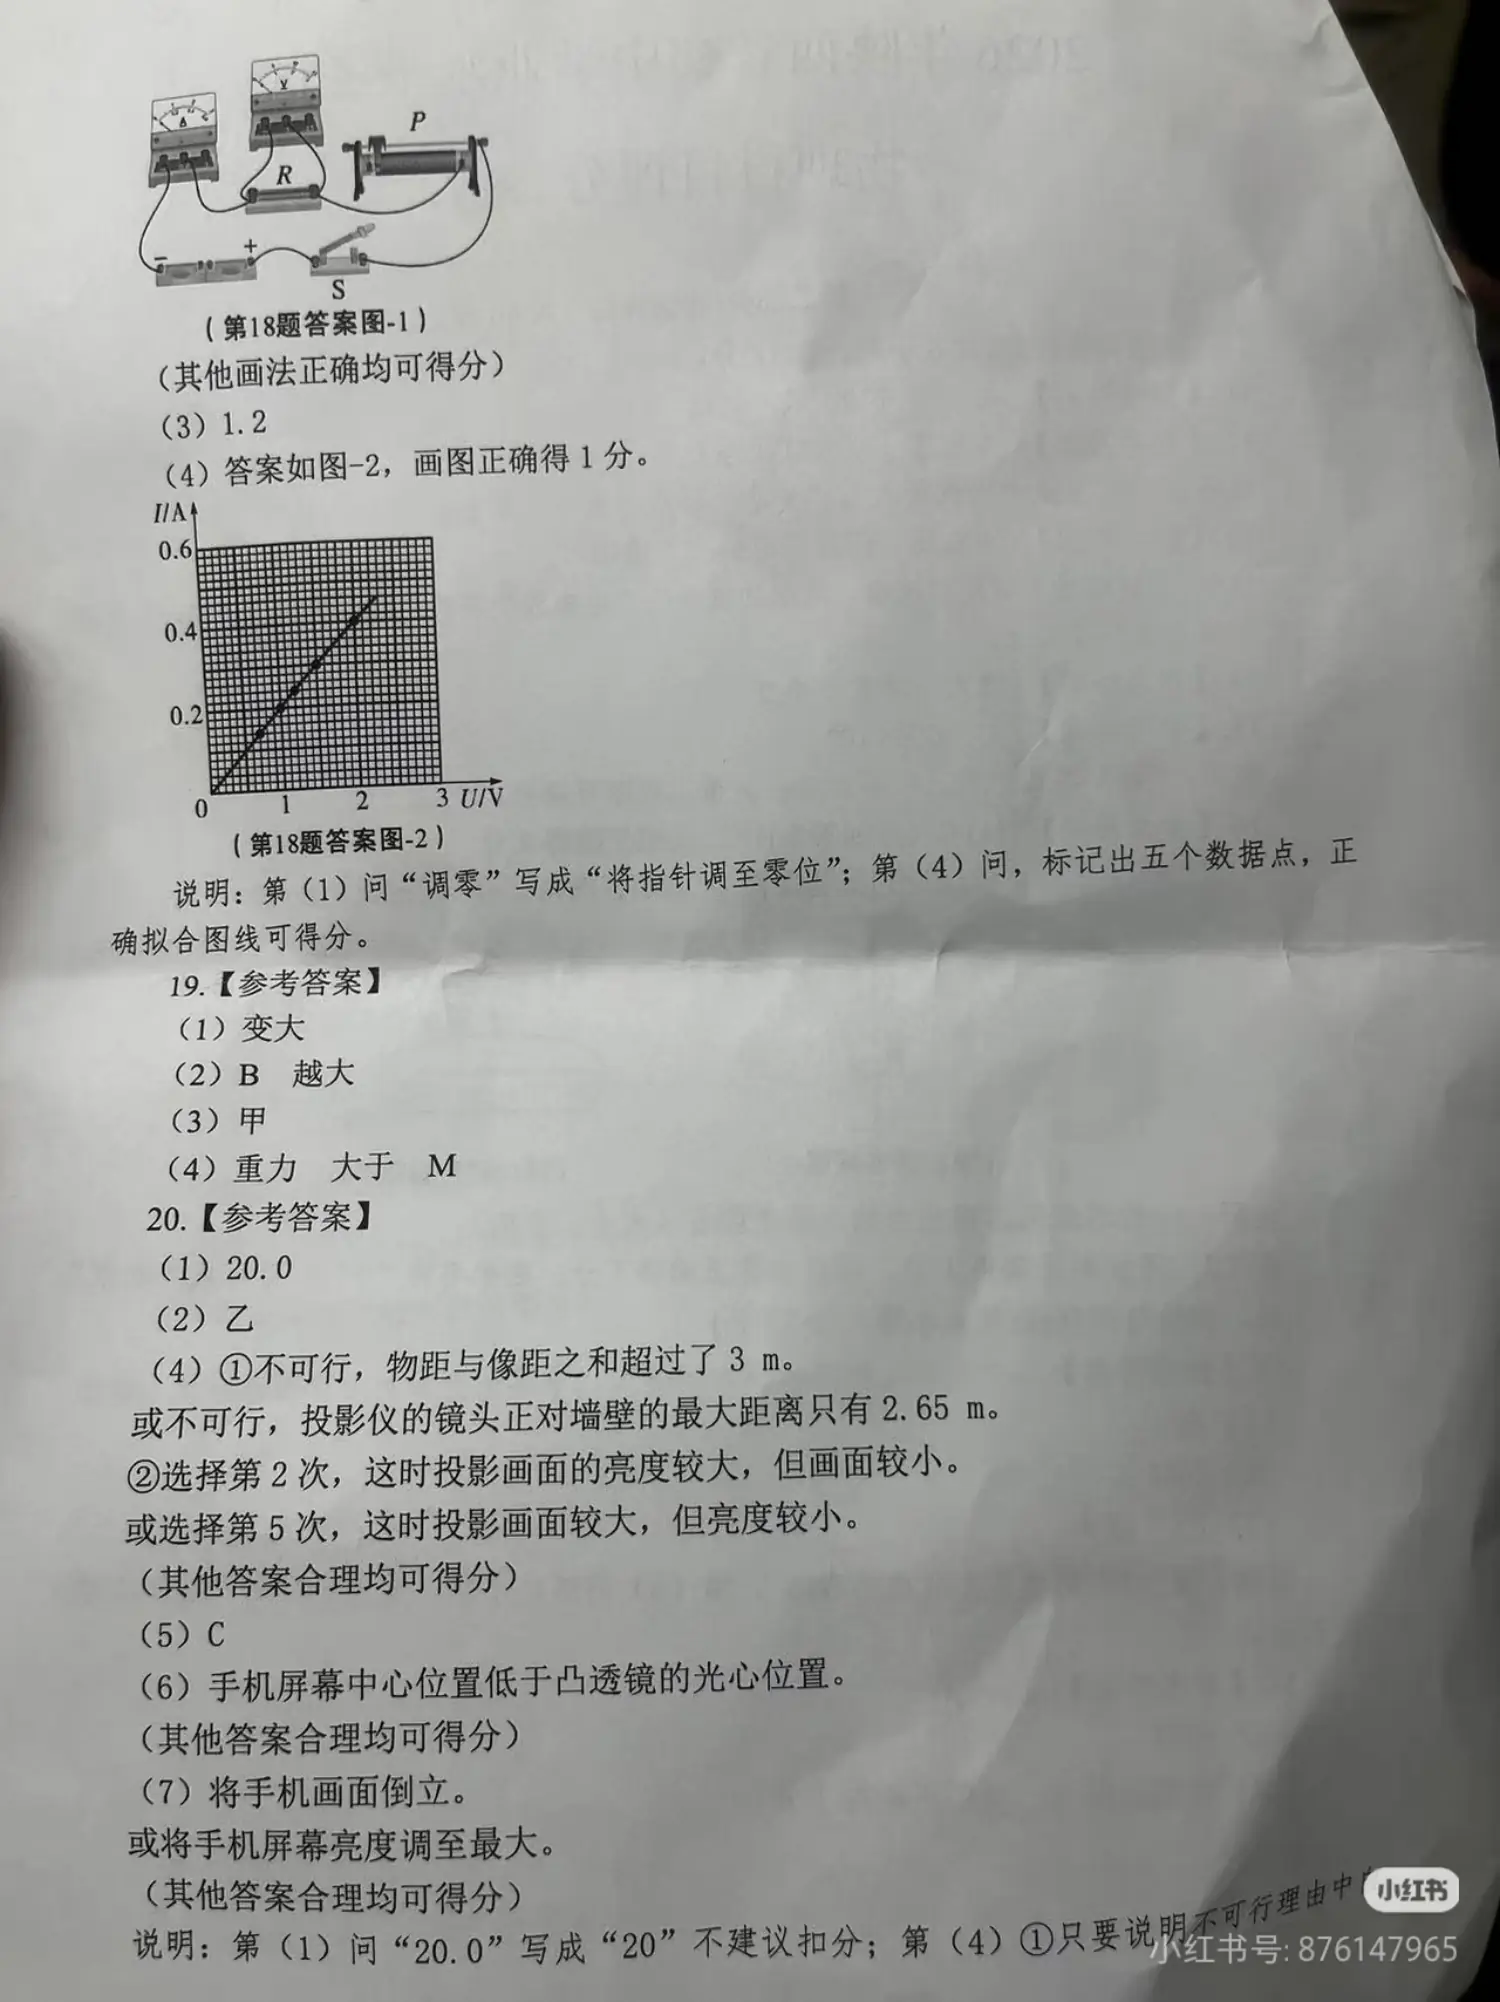 A
V
P
R
− +
S
（第18题答案图-1）
（其他画法正确均可得分）
（3）1.2
（4）答案如图-2，画图正确得1分。
I/A
0.6
0.4
0.2
0 1 2 3 U/V
（第18题答案图-2）
说明：第（1）问“调零”写成“将指针调至零位”；第（4）问，标记出五个数据点，正
确拟合图线可得分。
19.【参考答案】
（1）变大
（2）B 越大
（3）甲
（4）重力 大于 M
20.【参考答案】
（1）20.0
（2）乙
（4）①不可行，物距与像距之和超过了3 m。
或不可行，投影仪的镜头正对墙壁的最大距离只有2.65 m。
②选择第2次，这时投影画面的亮度较大，但画面较小。
或选择第5次，这时投影画面较大，但亮度较小。
（其他答案合理均可得分）
（5）C
（6）手机屏幕中心位置低于凸透镜的光心位置。
（其他答案合理均可得分）
（7）将手机画面倒立。
或将手机屏幕亮度调至最大。
（其他答案合理均可得分）
说明：第（1）问“20.0”写成“20”不建议扣分；第（4）①只要说明不可行理由中
小红书
小红书号: 876147965